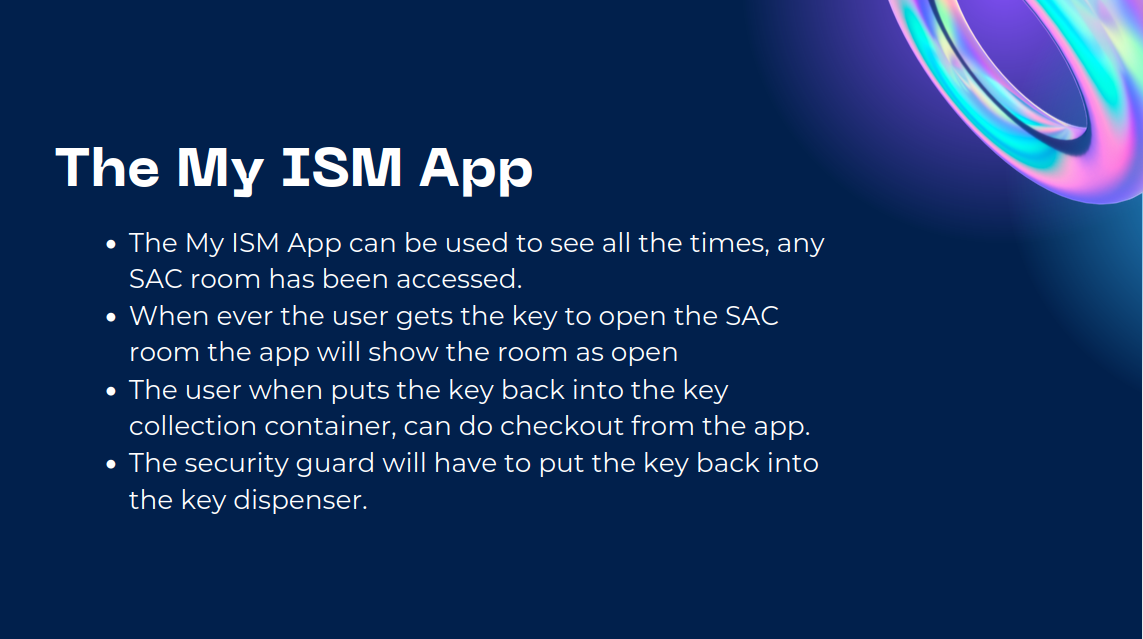 The My ISM App
• The My ISM App can be used to see all the times, any
SAC room has been accessed.
• When ever the user gets the key to open the SAC
room the app will show the room as open
• The user when puts the key back into the key
collection container, can do checkout from the app.
• The security guard will have to put the key back into
the key dispenser.